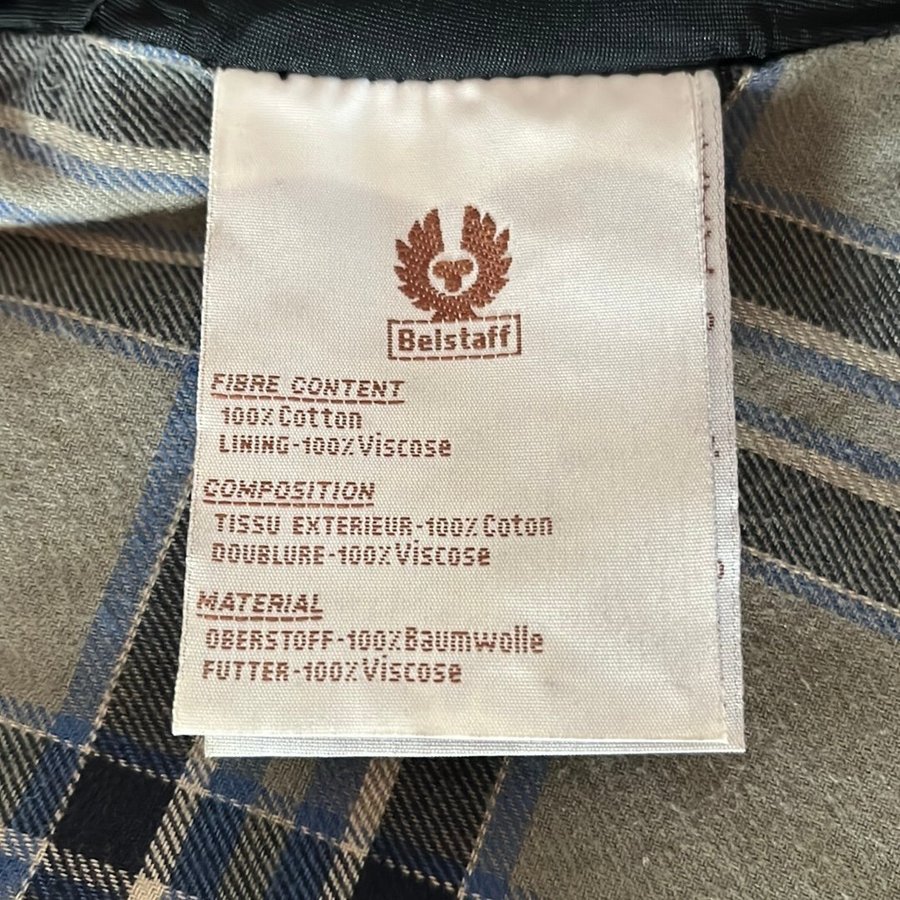 Belstaff
FIBRE CONTENT
100% Cotton
LINING-100% Viscose
COMPOSITION
TISSU EXTERIEUR-100% Coton
DOUBLURE-100% Viscose
MATERIAL
OBERSTOFF-100% Baumwolle
FUTTER-100% Viscose